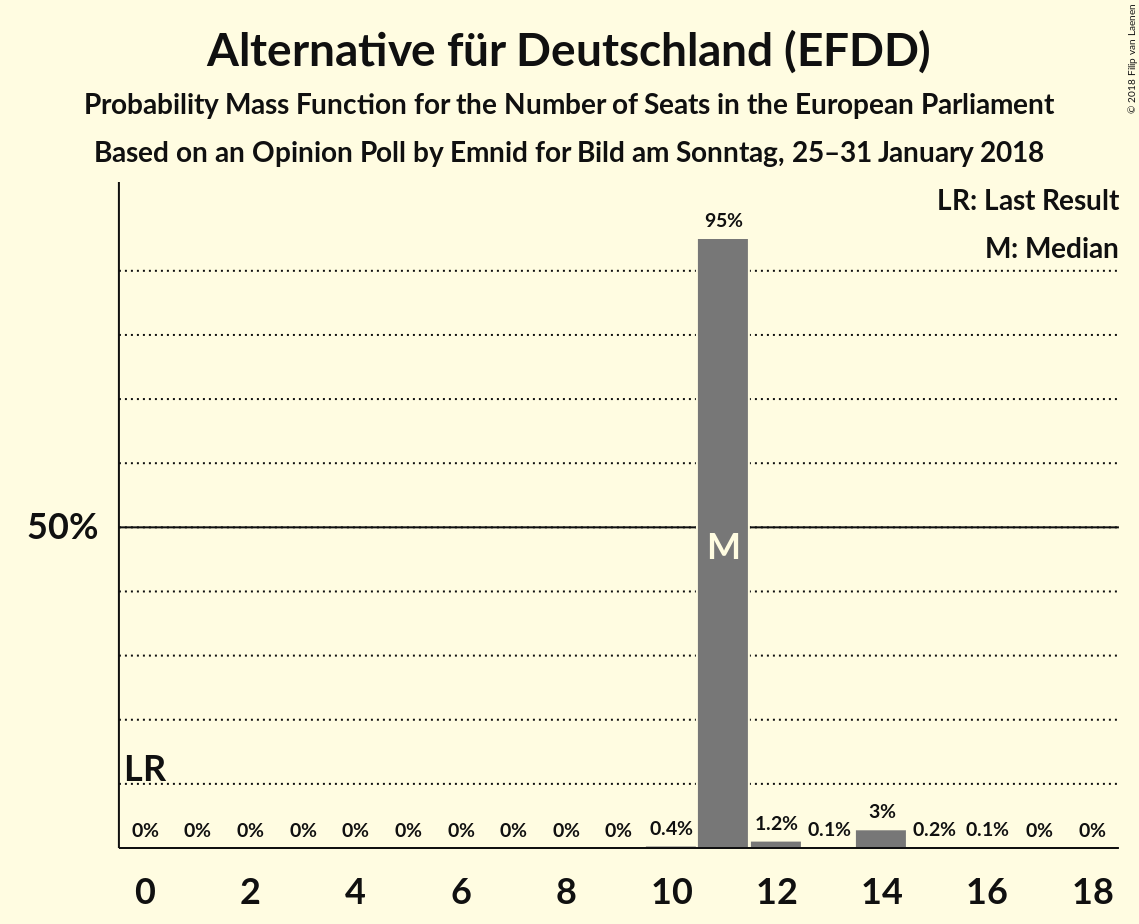 Alternative für Deutschland (EFDD)
Probability Mass Function for the Number of Seats in the European Parliament
Based on an Opinion Poll by Emnid for Bild am Sonntag, 25–31 January 2018
© 2018 Filip van Laenen
LR: Last Result
M: Median
95%
50%
M
LR
0% 0% 0% 0% 0% 0% 0% 0% 0% 0% 0.4% 1.2% 0.1% 3% 0.2% 0.1% 0% 0%
0 2 4 6 8 10 12 14 16 18